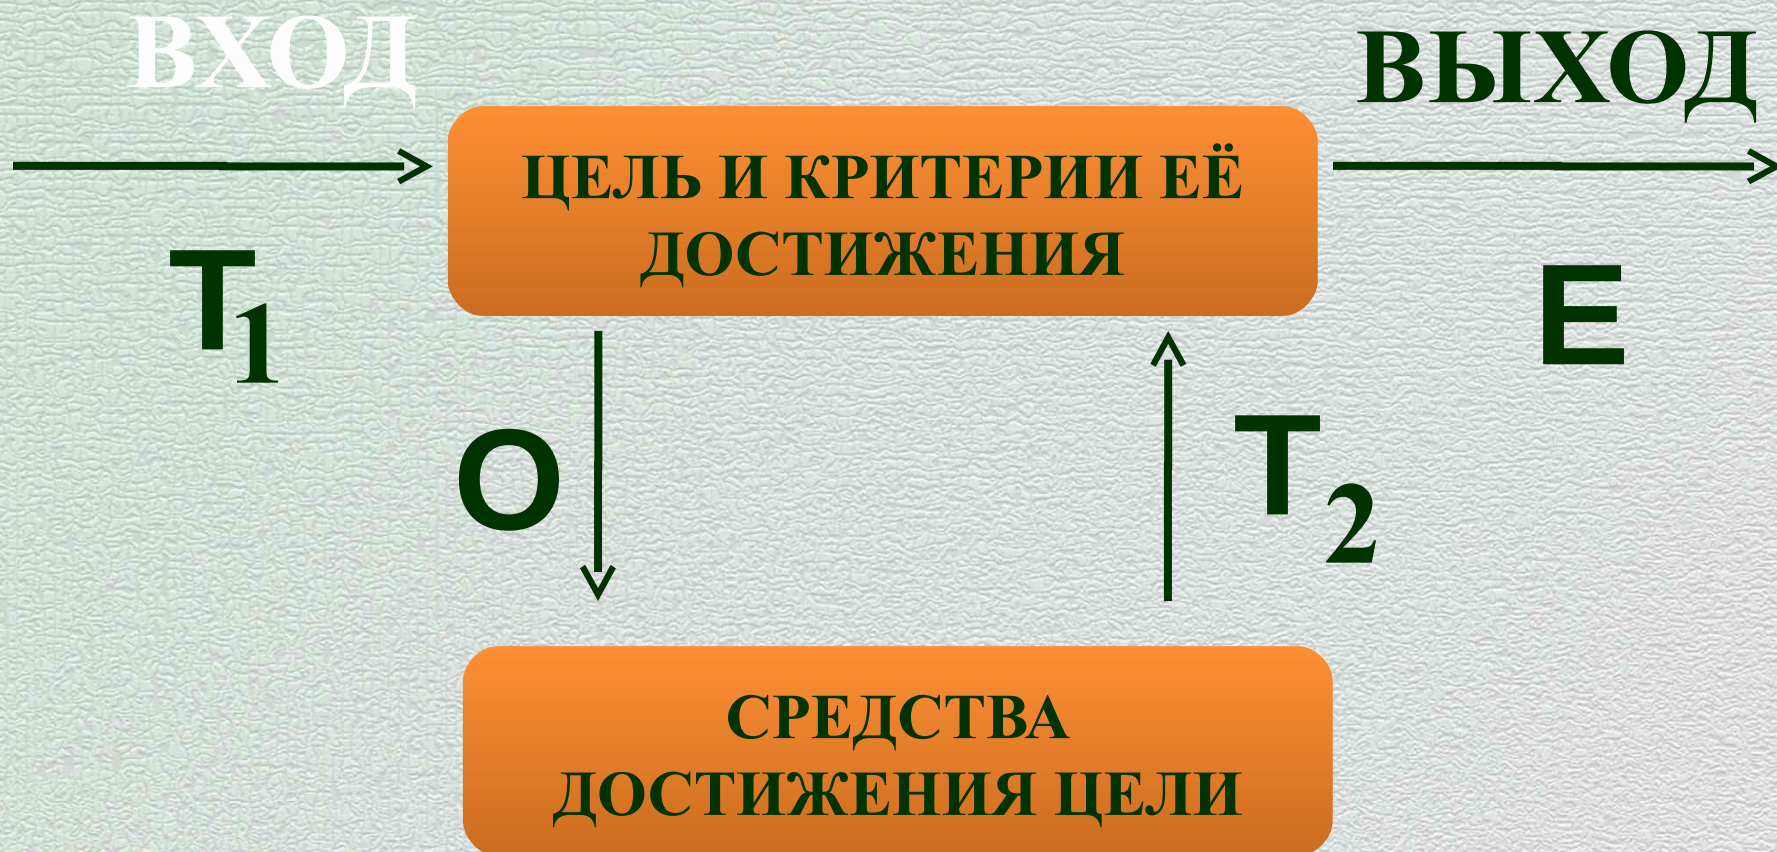 ВХОД
ВЫХОД
ЦЕЛЬ И КРИТЕРИИ ЕЁ
ДОСТИЖЕНИЯ
T1
E
O
T2
СРЕДСТВА
ДОСТИЖЕНИЯ ЦЕЛИ